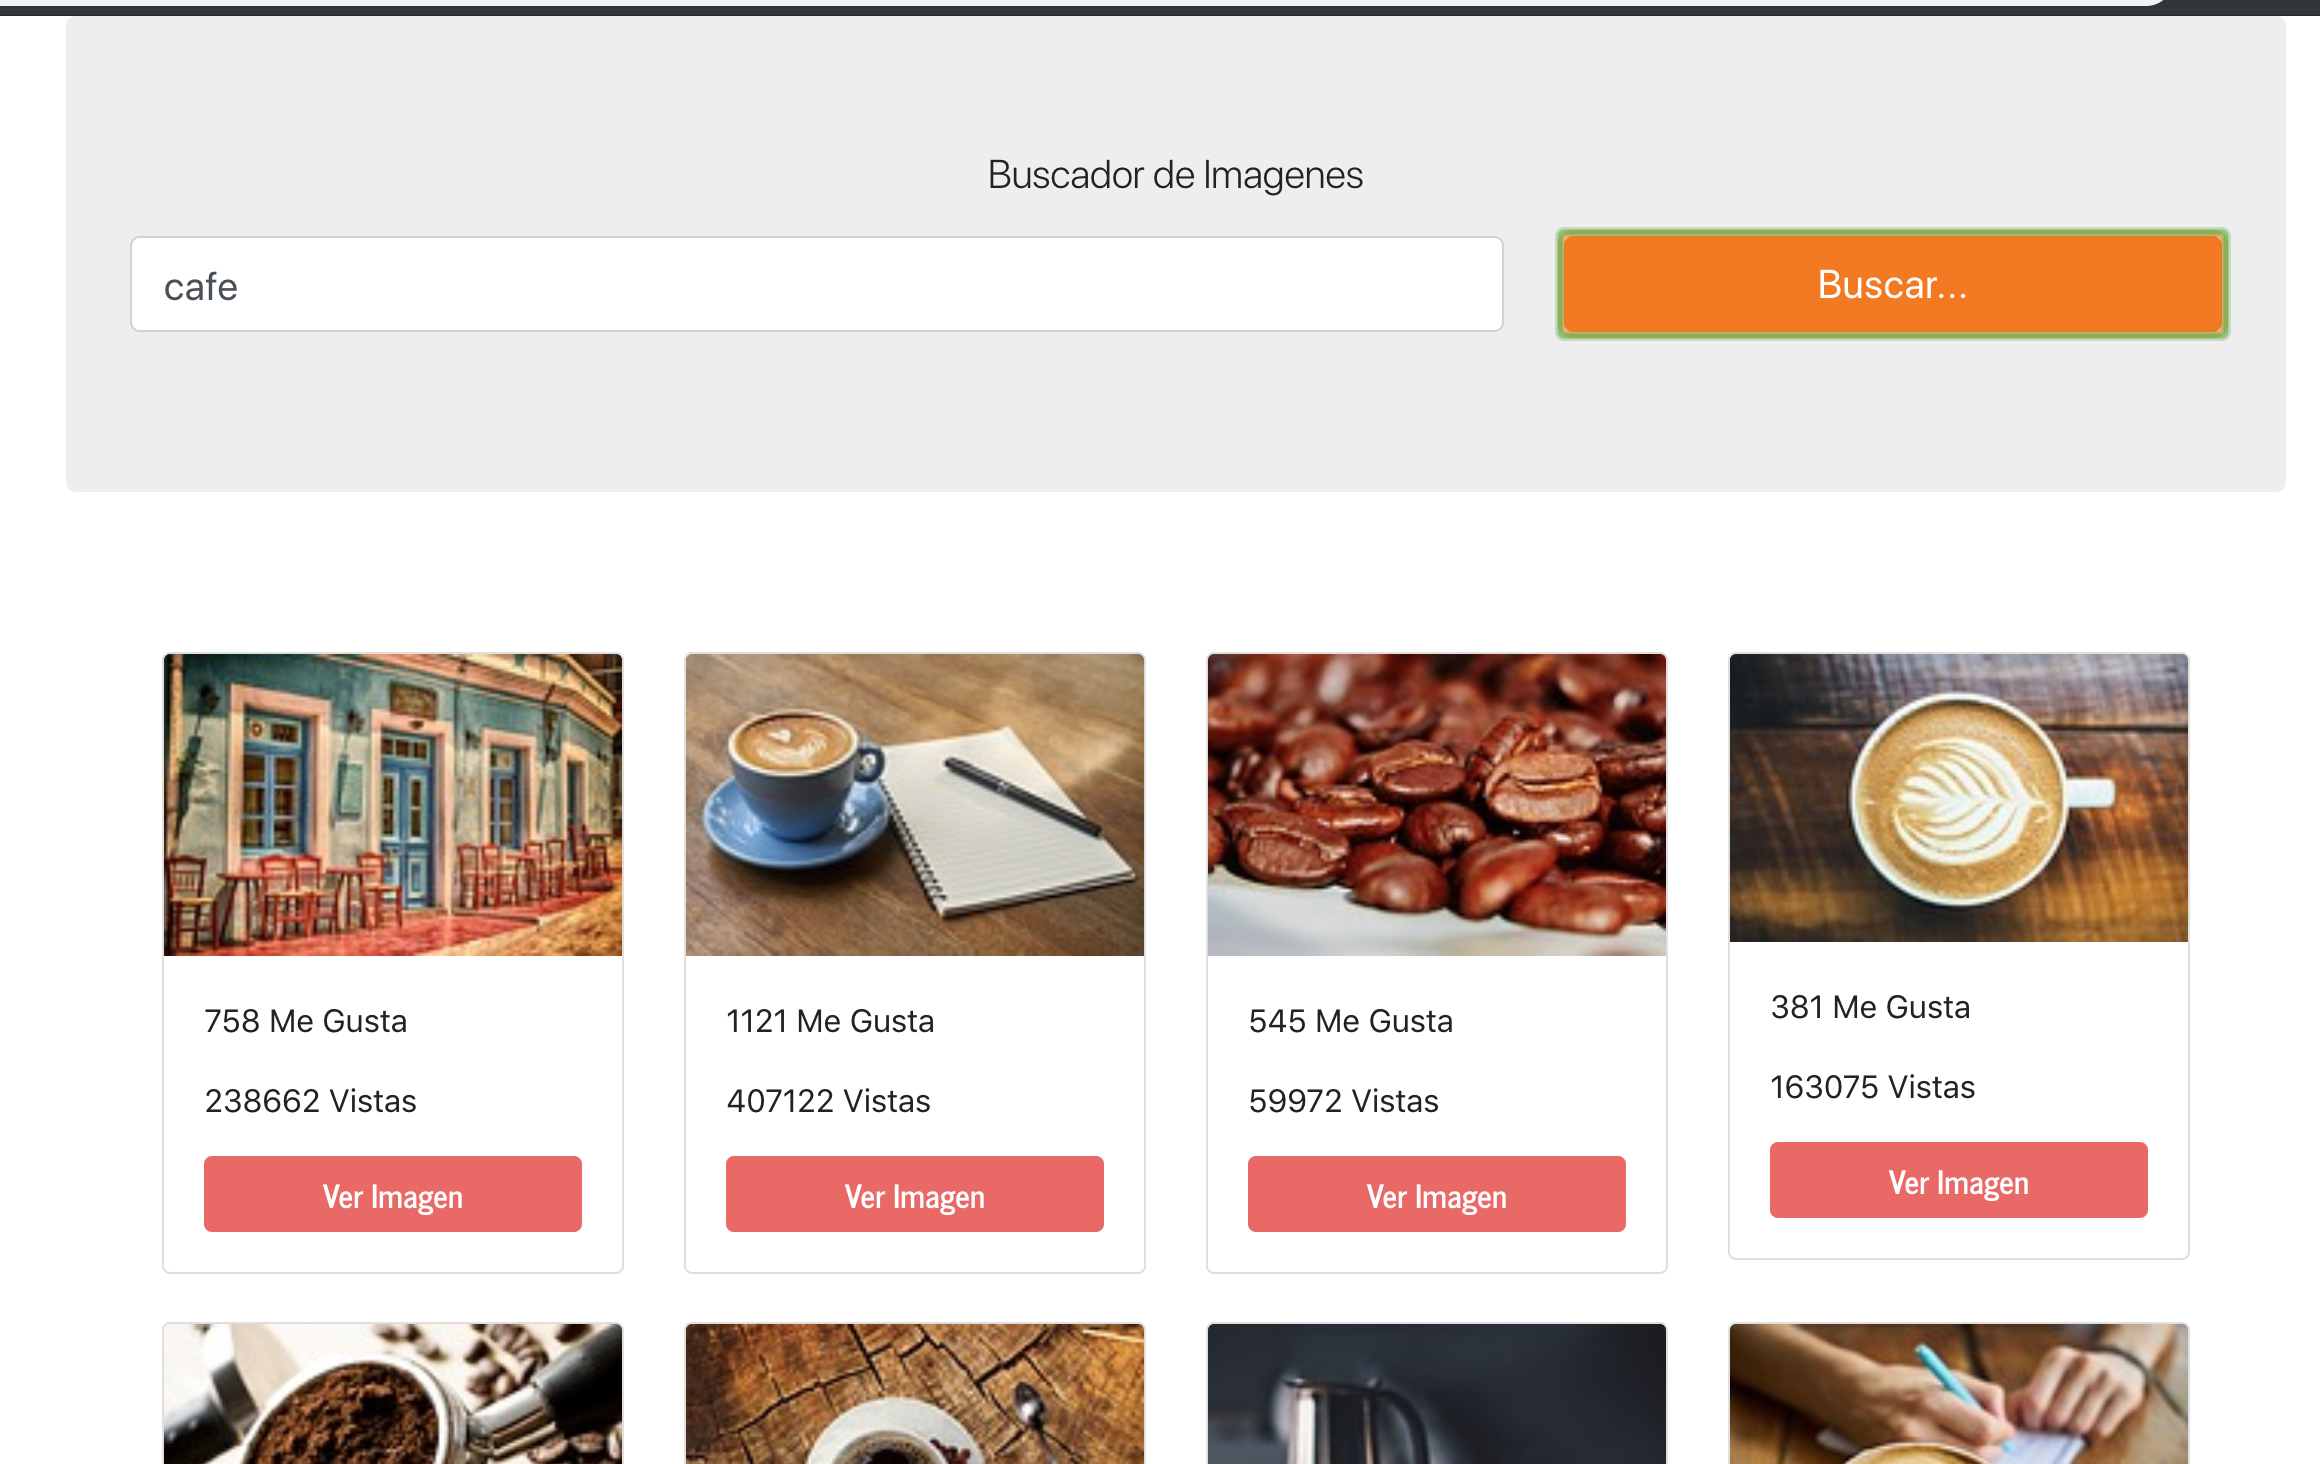 Buscador de Imagenes
cafe
Buscar...
758 Me Gusta
238662 Vistas
Ver Imagen
1121 Me Gusta
407122 Vistas
Ver Imagen
545 Me Gusta
59972 Vistas
Ver Imagen
381 Me Gusta
163075 Vistas
Ver Imagen